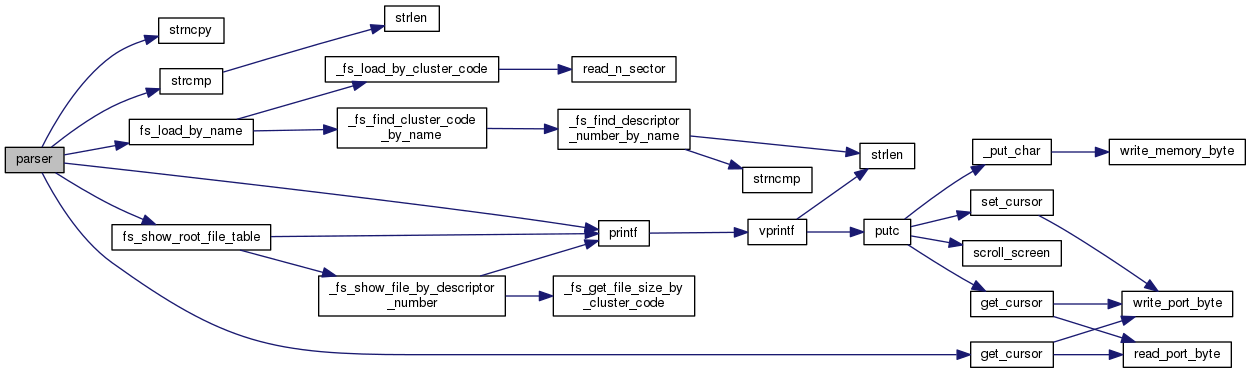 parser
strncpy
strcmp
fs_load_by_name
fs_show_root_file_table
strlen
_fs_load_by_cluster_code
_fs_find_cluster_code
_by_name
_fs_show_file_by_descriptor
_number
read_n_sector
_fs_find_descriptor
_number_by_name
printf
_fs_get_file_size_by
_cluster_code
strncmp
vprintf
strlen
putc
_put_char
set_cursor
scroll_screen
get_cursor
get_cursor
write_memory_byte
write_port_byte
read_port_byte